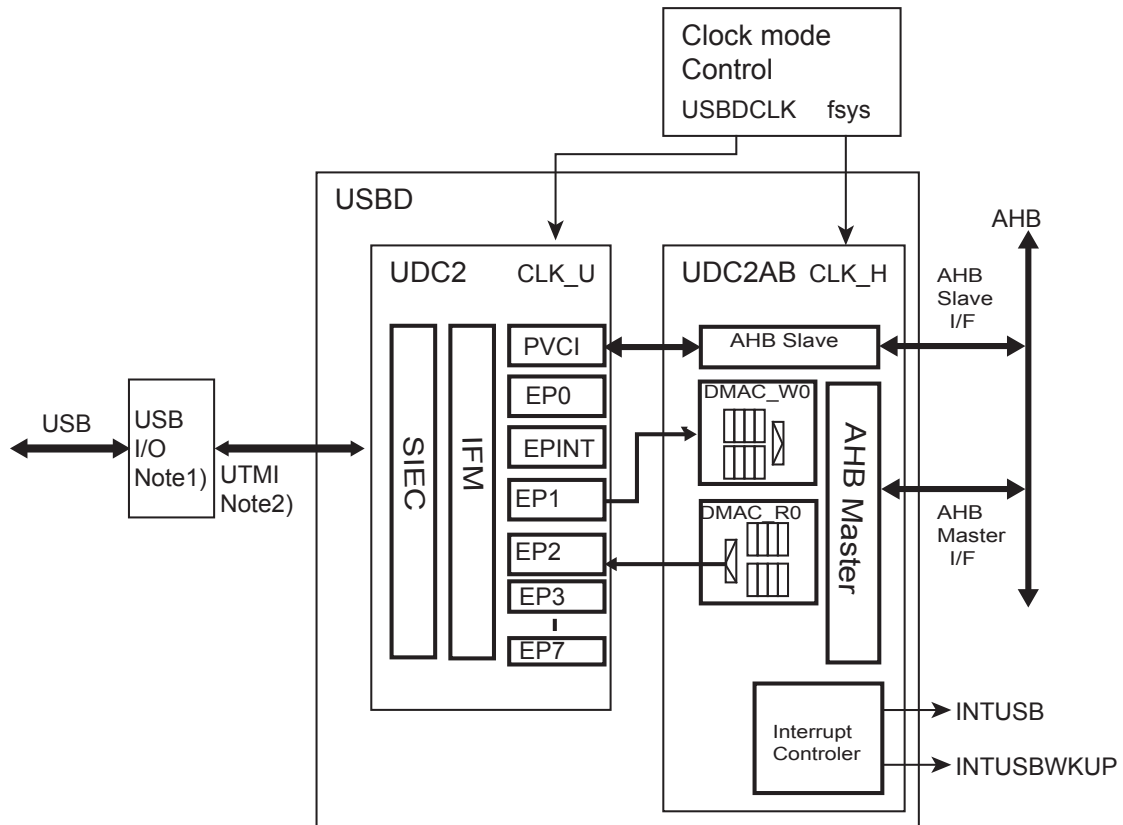 Clock mode
Control
USBDCLK fsys
USBD
AHB
UDC2 CLK_U
UDC2AB CLK_H
AHB
Slave
I/F
PVCI
AHB Slave
EP0
DMAC_W0
USB
USB
I/O
Note1)
UTMI
Note2)
SIEC
IFM
EPINT
AHB Master
EP1
DMAC_R0
AHB
Master
I/F
EP2
EP3
EP7
Interrupt
Controler
INTUSB
INTUSBWKUP